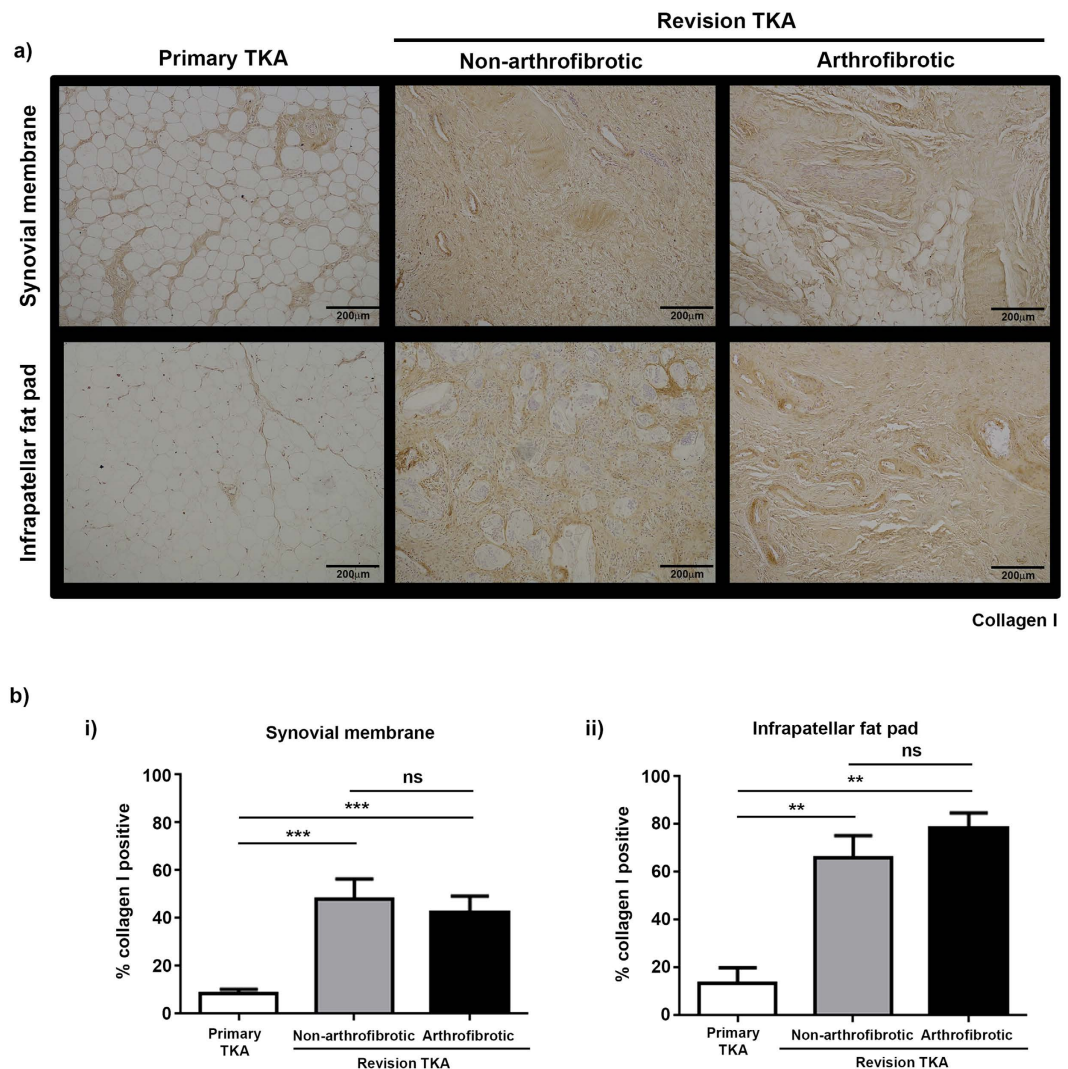 Revision TKA
a)
Primary TKA
Non-arthrofibrotic
Arthrofibrotic
Synovial membrane
200µm
200µm
200µm
Infrapatellar fat pad
200µm
200µm
200µm
Collagen I
b)
i)
Synovial membrane
% collagen I positive
100
80
60
40
20
0
ns
***
***
Primary
TKA
Non-arthrofibrotic
Arthrofibrotic
Revision TKA
ii)
Infrapatellar fat pad
% collagen I positive
100
80
60
40
20
0
ns
**
**
Primary
TKA
Non-arthrofibrotic
Arthrofibrotic
Revision TKA